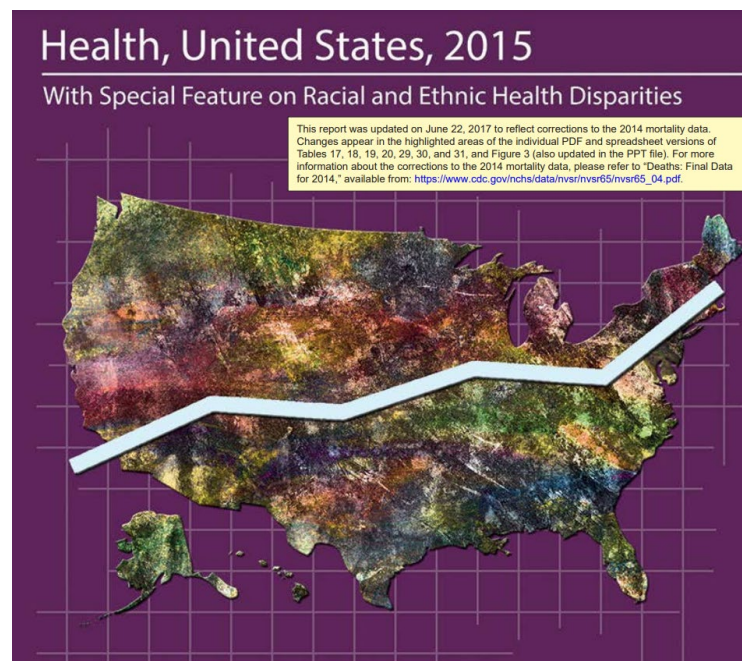 Health, United States, 2015
With Special Feature on Racial and Ethnic Health Disparities
This report was updated on June 22, 2017 to reflect corrections to the 2014 mortality data.
Changes appear in the highlighted areas of the individual PDF and spreadsheet versions of
Tables 17, 18, 19, 20, 29, 30, and 31, and Figure 3 (also updated in the PPT file). For more
information about the corrections to the 2014 mortality data, please refer to “Deaths: Final Data
for 2014,” available from: https://www.cdc.gov/nchs/data/nvsr/nvsr65/nvsr65_04.pdf.